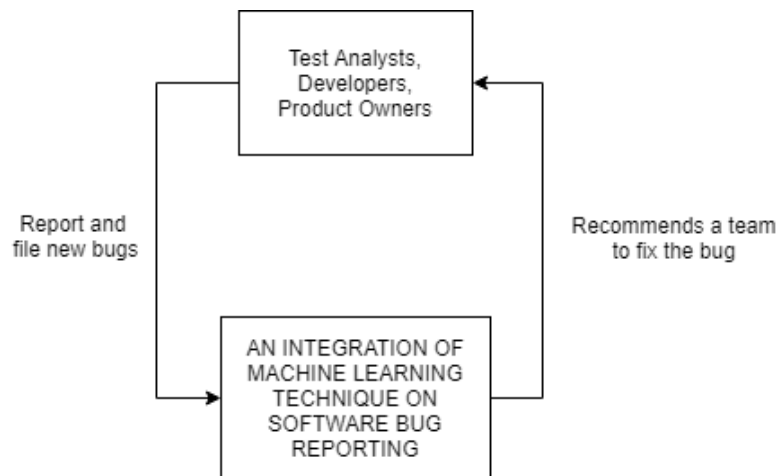 Test Analysts,
Developers,
Product Owners
Report and
file new bugs
Recommends a team
to fix the bug
AN INTEGRATION OF
MACHINE LEARNING
TECHNIQUE ON
SOFTWARE BUG
REPORTING